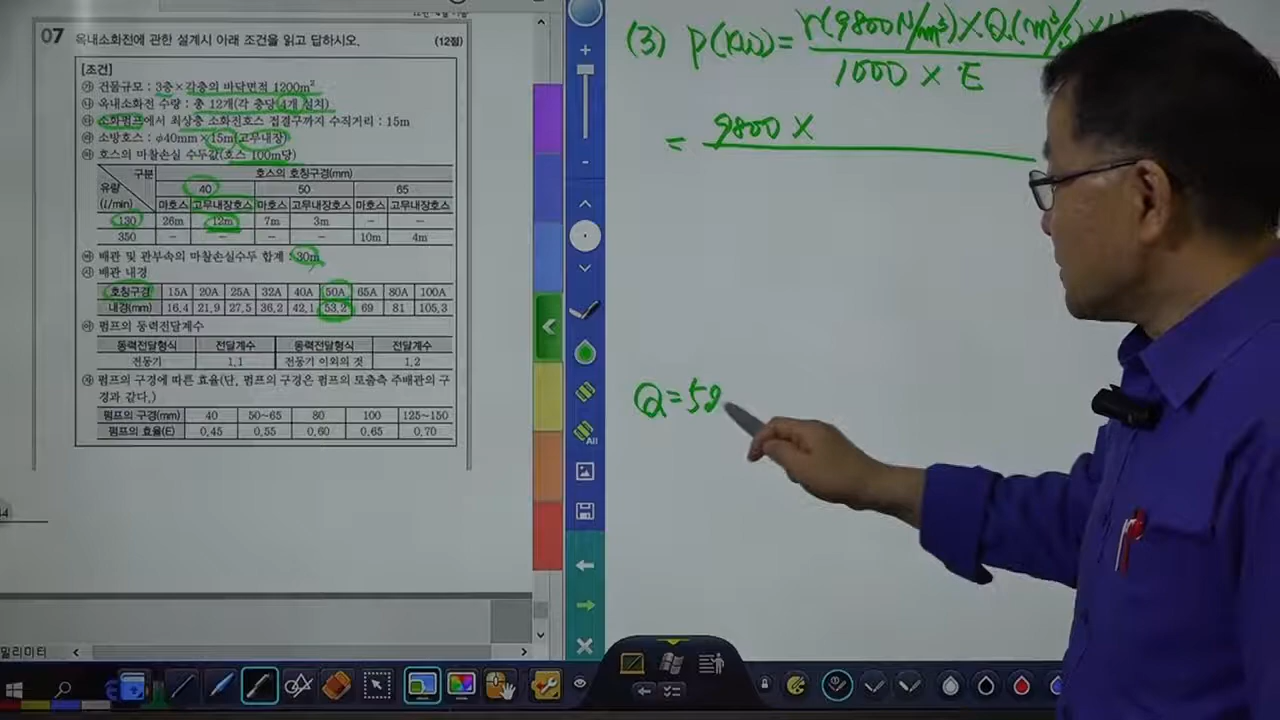 07 옥내소화전에 관한 설계시 아래 조건을 읽고 답하시오. (12점)
[조건]
㉮ 건물규모 : 3층×각층의 바닥면적 1200m²
㉯ 옥내소화전 수량 : 총 12개(각 층당 4개 설치)
㉰ 소화펌프에서 최상층 소화전호스 접결구까지 수직거리 : 15m
㉱ 소방호스 : φ40mm×15m(고무내장)
㉲ 호스의 마찰손실 수두값(호스 100m당)
구분 호스의 호칭구경(mm)
유량 40 50 65
(l/min) 마호스 고무내장호스 마호스 고무내장호스 마호스 고무내장호스
130 26m 12m 7m 3m - -
350 - - - - 10m 4m
㉳ 배관 및 관부속의 마찰손실수두 합계 : 30m
㉴ 배관 내경
호칭구경 15A 20A 25A 32A 40A 50A 65A 80A 100A
내경(mm) 16.4 21.9 27.5 36.2 42.1 53.2 69 81 105.3
㉵ 펌프의 동력전달계수
동력전달형식 전달계수 동력전달형식 전달계수
전동기 1.1 전동기 이외의 것 1.2
㉶ 펌프의 구경에 따른 효율(단, 펌프의 구경은 펌프의 토출측 주배관의 구
경과 같다.)
펌프의 구경(mm) 40 50~65 80 100 125~150
펌프의 효율(E) 0.45 0.55 0.60 0.65 0.70
(3) P(KW)= r(9800N/m³)×Q(m³/s)×
1000 × E
= 9800 ×
Q=52
밀리미터
All